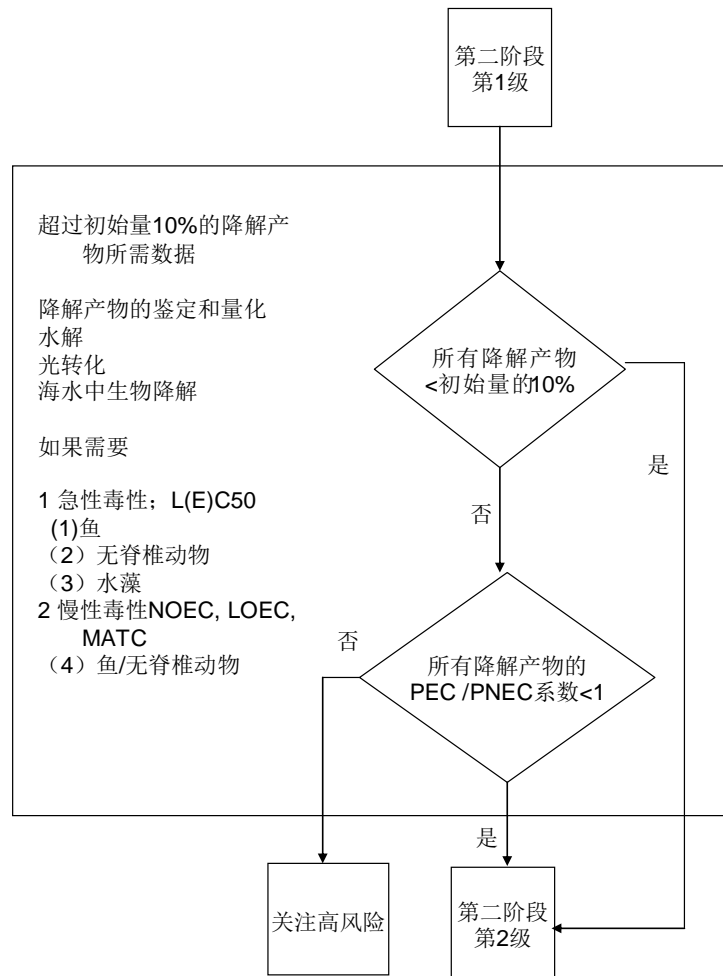 第二阶段
第1级
超过初始量10%的降解产
物所需数据
降解产物的鉴定和量化
水解
光转化
海水中生物降解
如果需要
1 急性毒性；L(E)C50
(1)鱼
（2）无脊椎动物
（3）水藻
2 慢性毒性NOEC, LOEC,
MATC
（4）鱼/无脊椎动物
所有降解产物
<初始量的10%
是
否
所有降解产物的
PEC /PNEC系数<1
否
是
关注高风险
第二阶段
第2级